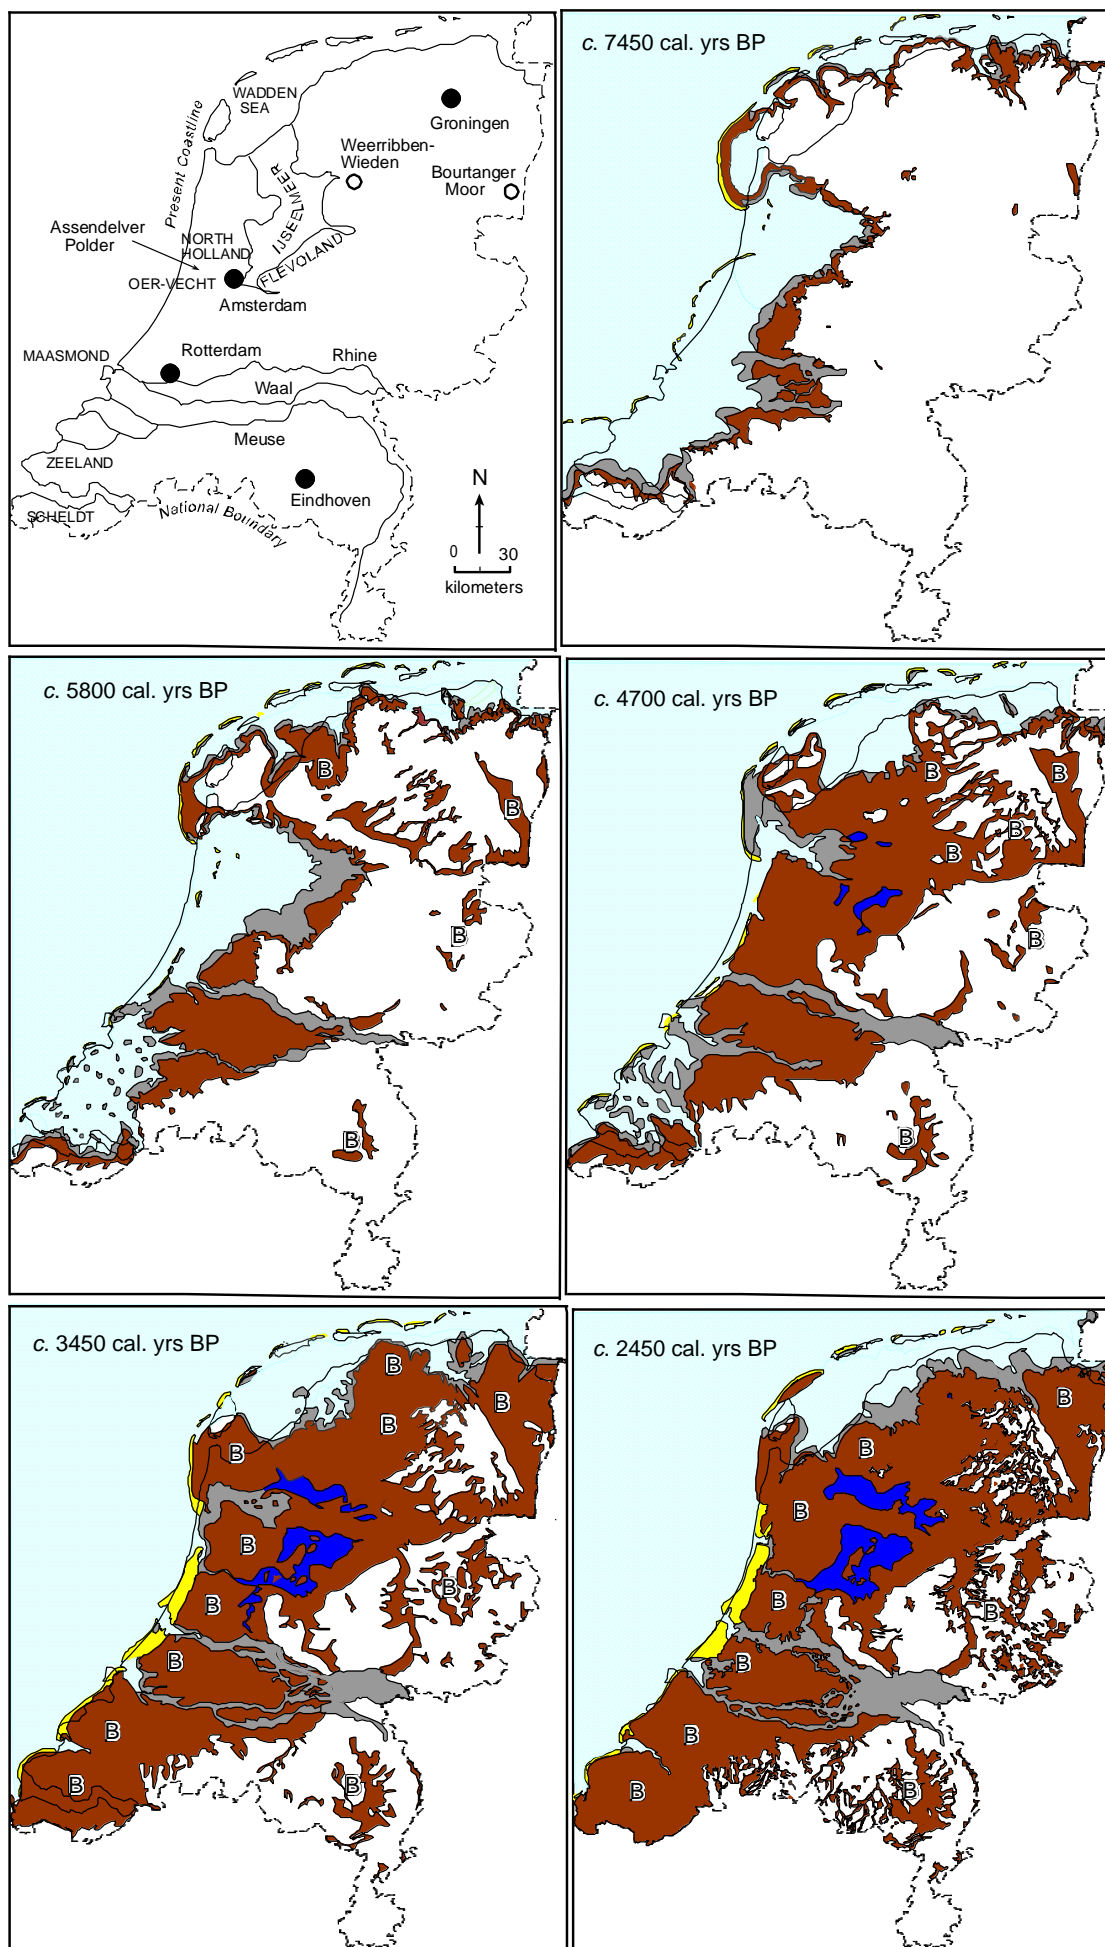 WADDEN
SEA
Groningen
Present Coastline
Weerribben-
Wieden
Bourtanger
Moor
IJSEELMEER
Assendelver
Polder
NORTH
HOLLAND
FLEVOLAND
OER-VECHT
Amsterdam
MAASMOND
Rotterdam
Rhine
Waal
Meuse
ZEELAND
Eindhoven
N
SCHELDT
National Boundary
0 30
kilometers
c. 7450 cal. yrs BP
c. 5800 cal. yrs BP
B
B
B
B
c. 4700 cal. yrs BP
B
B
B
B
B
B
c. 3450 cal. yrs BP
B
B
B
B
B
B
B
B
B
B
B
c. 2450 cal. yrs BP
B
B
B
B
B
B
B
B
B